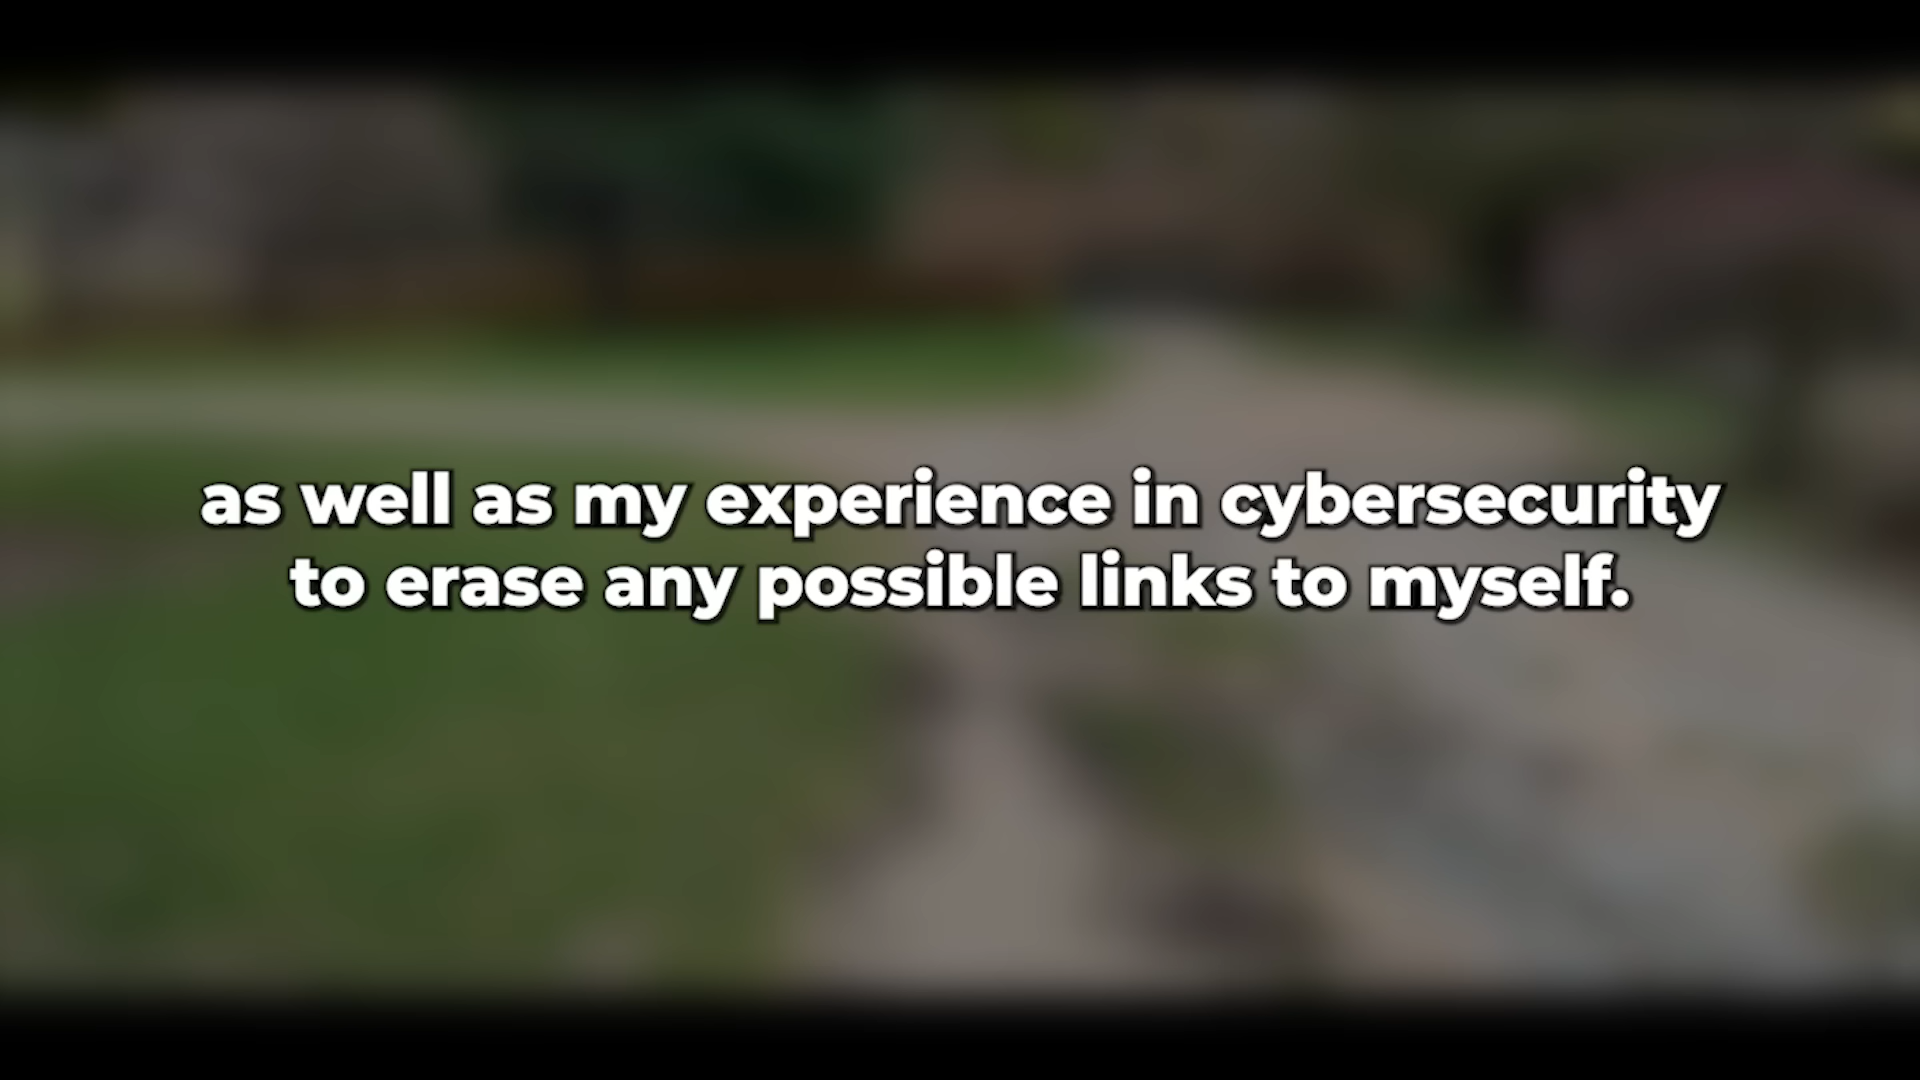 as well as my experience in cybersecurity
to erase any possible links to myself.